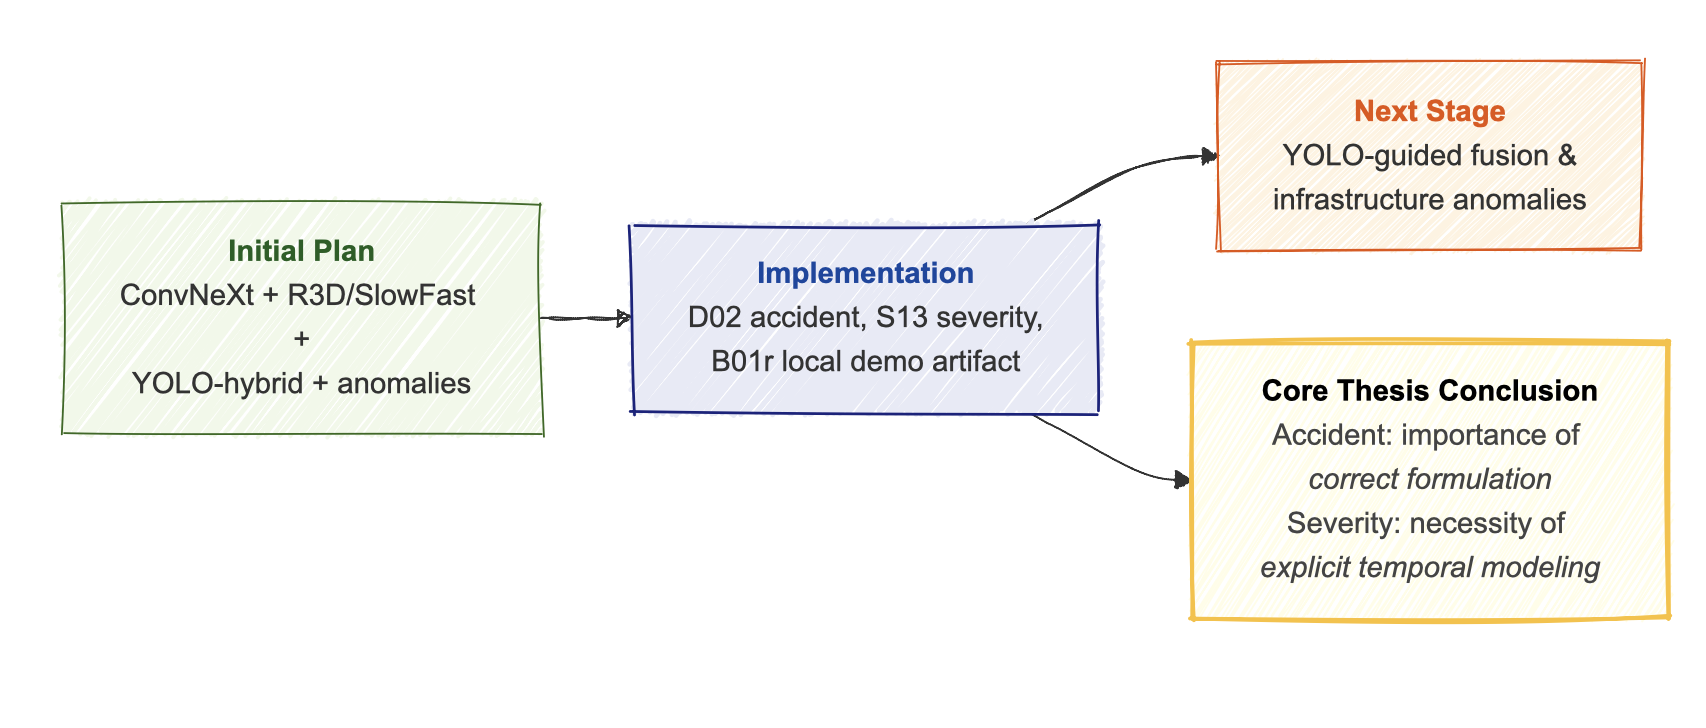 Initial Plan
ConvNeXt + R3D/SlowFast
+
YOLO-hybrid + anomalies
Implementation
D02 accident, S13 severity,
B01r local demo artifact
Next Stage
YOLO-guided fusion &
infrastructure anomalies
Core Thesis Conclusion
Accident: importance of
correct formulation
Severity: necessity of
explicit temporal modeling